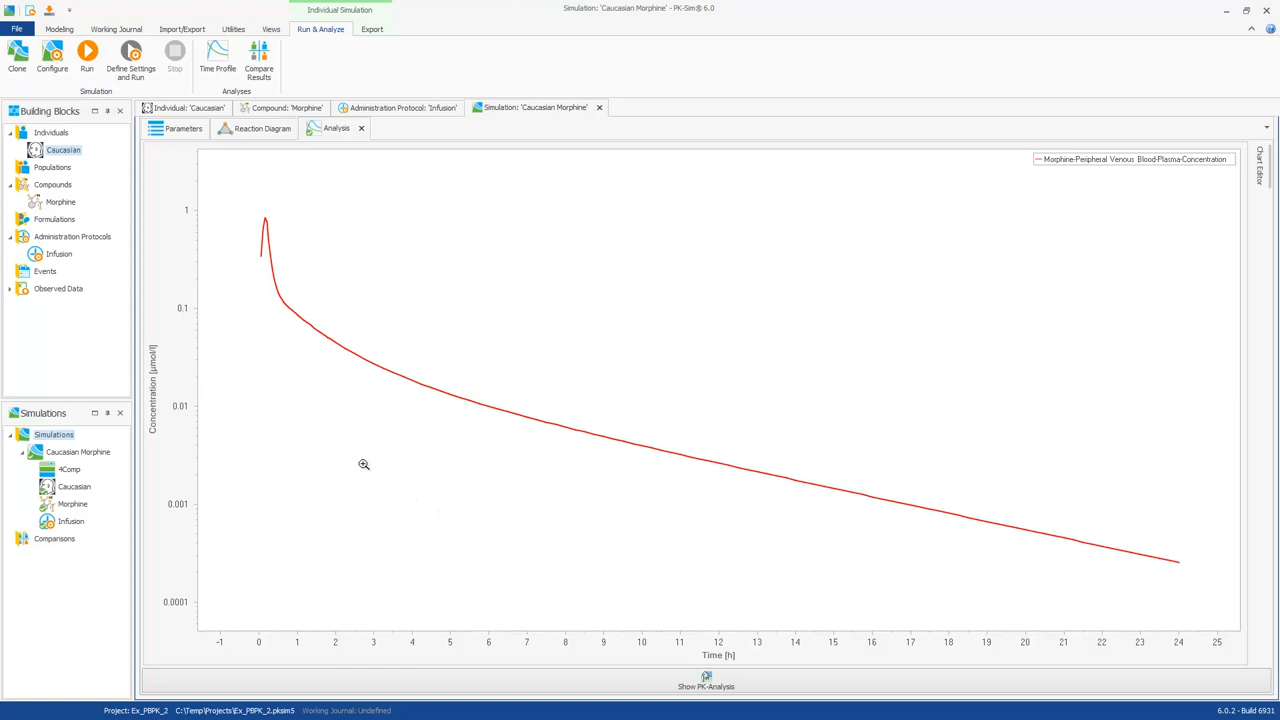 Individual Simulation
Simulation: 'Caucasian Morphine' - PK-Sim® 6.0
File Modeling Working Journal Import/Export Utilities Views Run & Analyze Export
Clone Configure Run Define Settings and Run Stop Time Profile Compare Results
Simulation Analyses
Building Blocks
Individuals
Caucasian
Populations
Compounds
Morphine
Formulations
Administration Protocols
Infusion
Events
Observed Data
Simulations
Simulations
Caucasian Morphine
4Comp
Caucasian
Morphine
Infusion
Comparisons
Individual: 'Caucasian' Compound: 'Morphine' Administration Protocol: 'Infusion' Simulation: 'Caucasian Morphine'
Parameters Reaction Diagram Analysis
Morphine-Peripheral Venous Blood-Plasma-Concentration
Chart Editor
Concentration [µmol/l]
1
0.1
0.01
0.001
0.0001
-1 0 1 2 3 4 5 6 7 8 9 10 11 12 13 14 15 16 17 18 19 20 21 22 23 24 25
Time [h]
Show PK-Analysis
Project: Ex_PBPK_2 C:\Temp\Projects\Ex_PBPK_2.pksim5 Working Journal: Undefined 6.0.2 - Build 6931